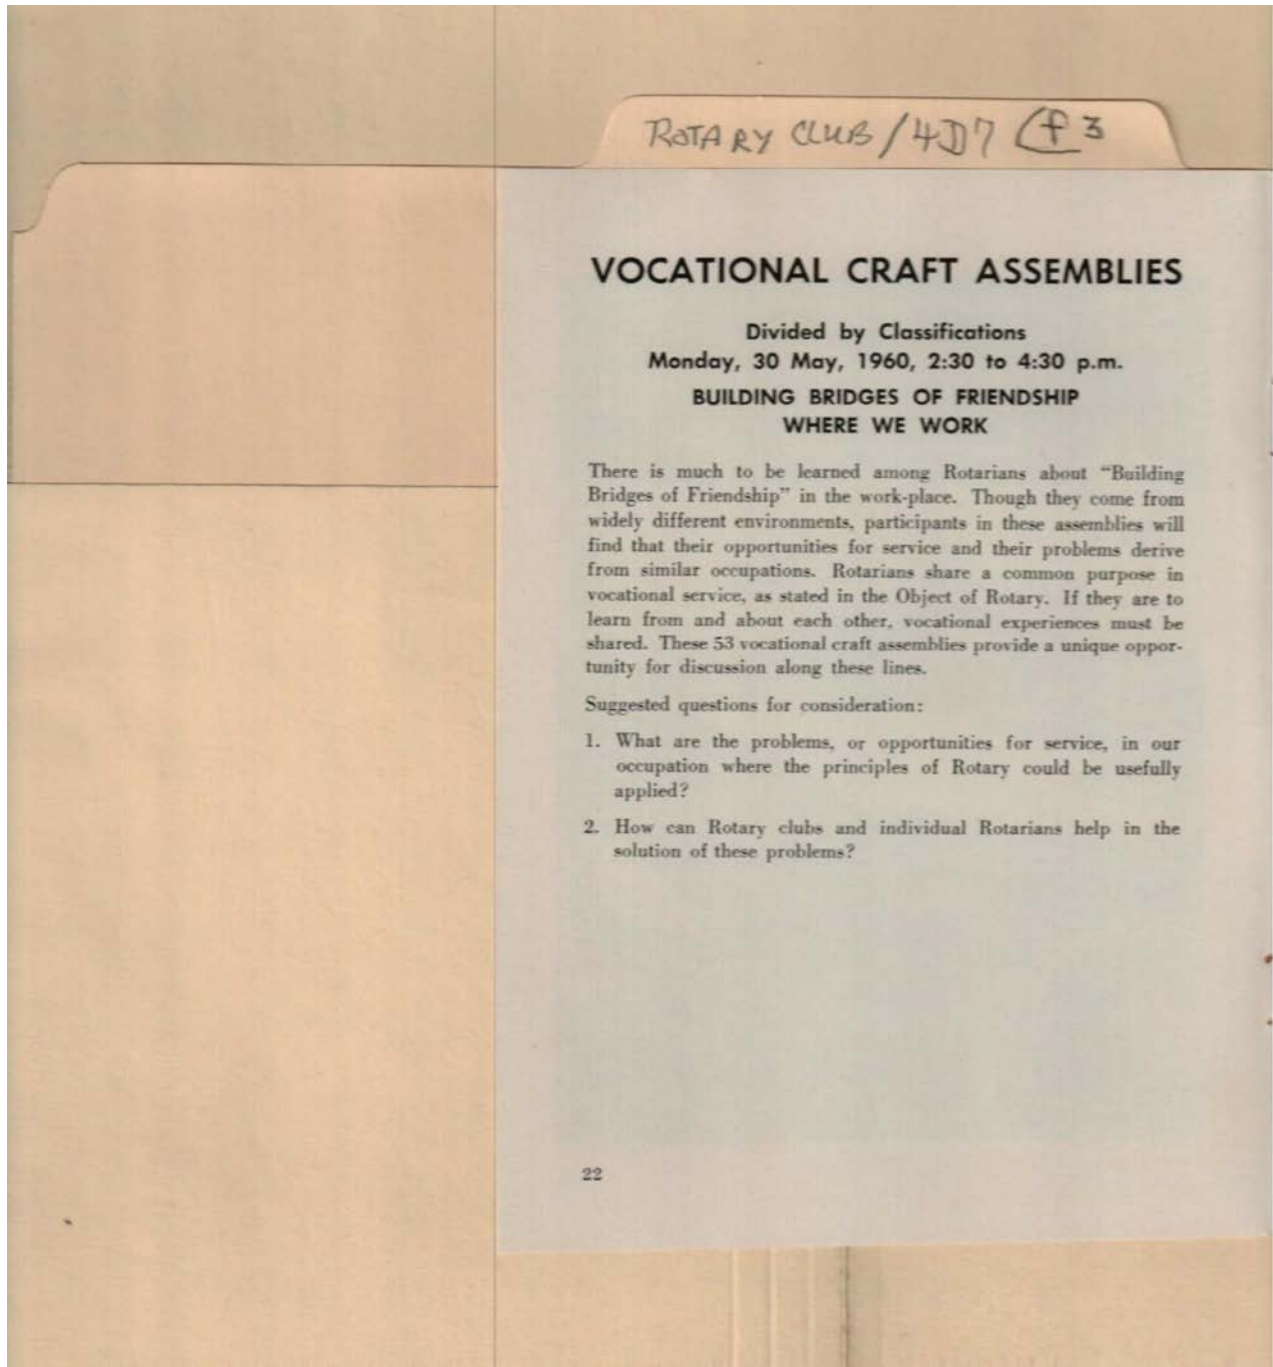 ROTARY CLUB/4D7 f3
VOCATIONAL CRAFT ASSEMBLIES
Divided by Classifications
Monday, 30 May, 1960, 2:30 to 4:30 p.m.
BUILDING BRIDGES OF FRIENDSHIP
WHERE WE WORK
There is much to be learned among Rotarians about “Building
Bridges of Friendship” in the work-place. Though they come from
widely different environments, participants in these assemblies will
find that their opportunities for service and their problems derive
from similar occupations. Rotarians share a common purpose in
vocational service, as stated in the Object of Rotary. If they are to
learn from and about each other, vocational experiences must be
shared. These 53 vocational craft assemblies provide a unique oppor-
tunity for discussion along these lines.
Suggested questions for consideration:
1. What are the problems, or opportunities for service, in our
occupation where the principles of Rotary could be usefully
applied?
2. How can Rotary clubs and individual Rotarians help in the
solution of these problems?
22